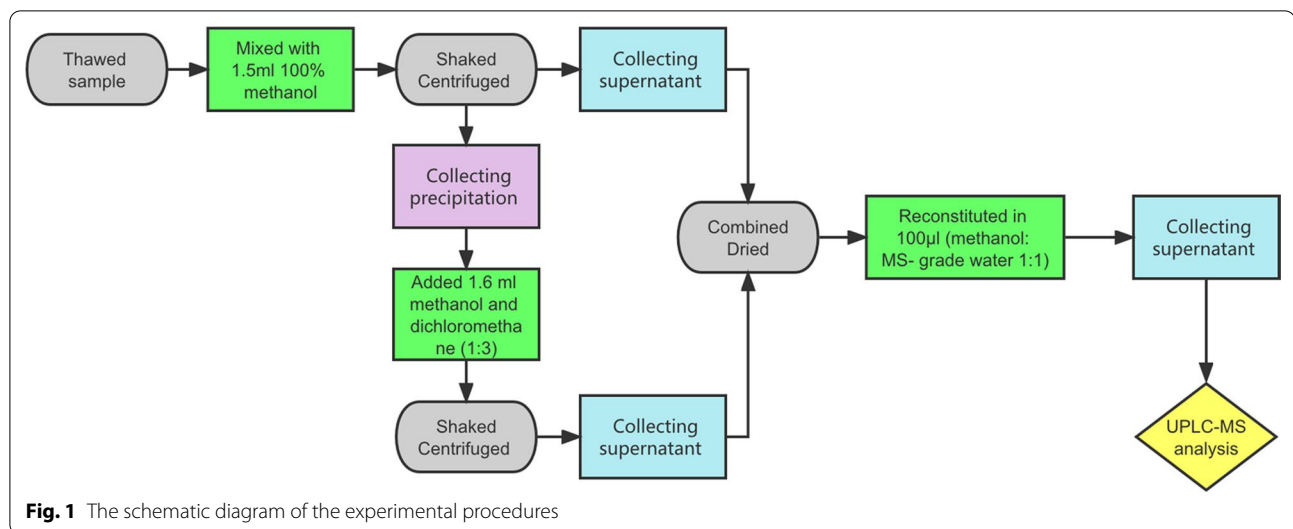 Thawed
sample
Mixed with
1.5ml 100%
methanol
Shaked
Centrifuged
Collecting
supernatant
Collecting
precipitation
Added 1.6 ml
methanol and
dichlorometha
ne (1:3)
Shaked
Centrifuged
Collecting
supernatant
Combined
Dried
Reconstituted in
100µl (methanol:
MS- grade water 1:1)
Collecting
supernatant
UPLC-MS
analysis
Fig. 1 The schematic diagram of the experimental procedures